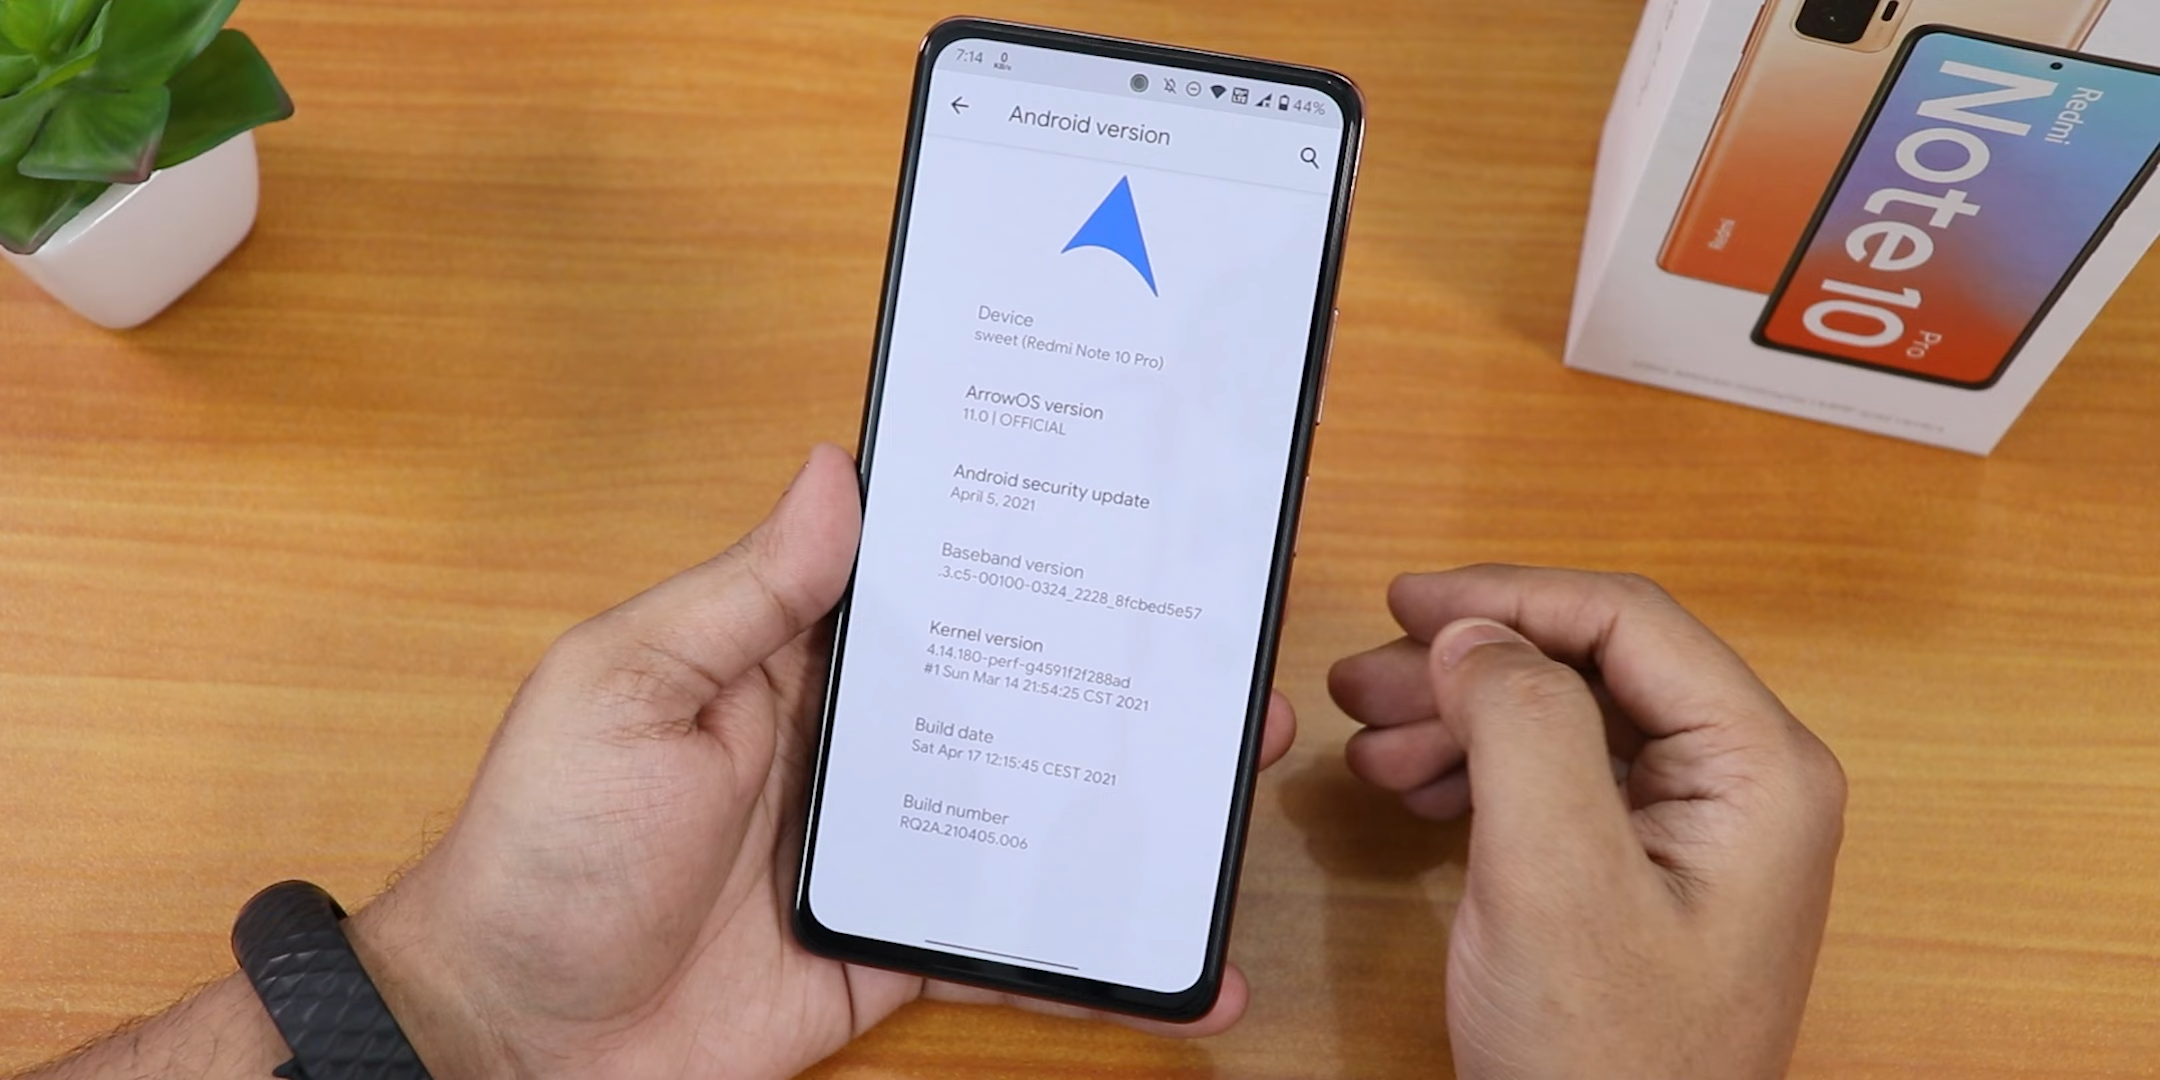 7:14 0 KB/s 44%
Android version
Device
sweet (Redmi Note 10 Pro)
ArrowOS version
11.0 | OFFICIAL
Android security update
April 5, 2021
Baseband version
.3.c5-00100-0324_2228_8fcbed5e57
Kernel version
4.14.180-perf-g4591f2f288ad
#1 Sun Mar 14 21:54:25 CST 2021
Build date
Sat Apr 17 12:15:45 CEST 2021
Build number
RQ2A.210405.006
Redmi
Note 10
Pro
Redmi